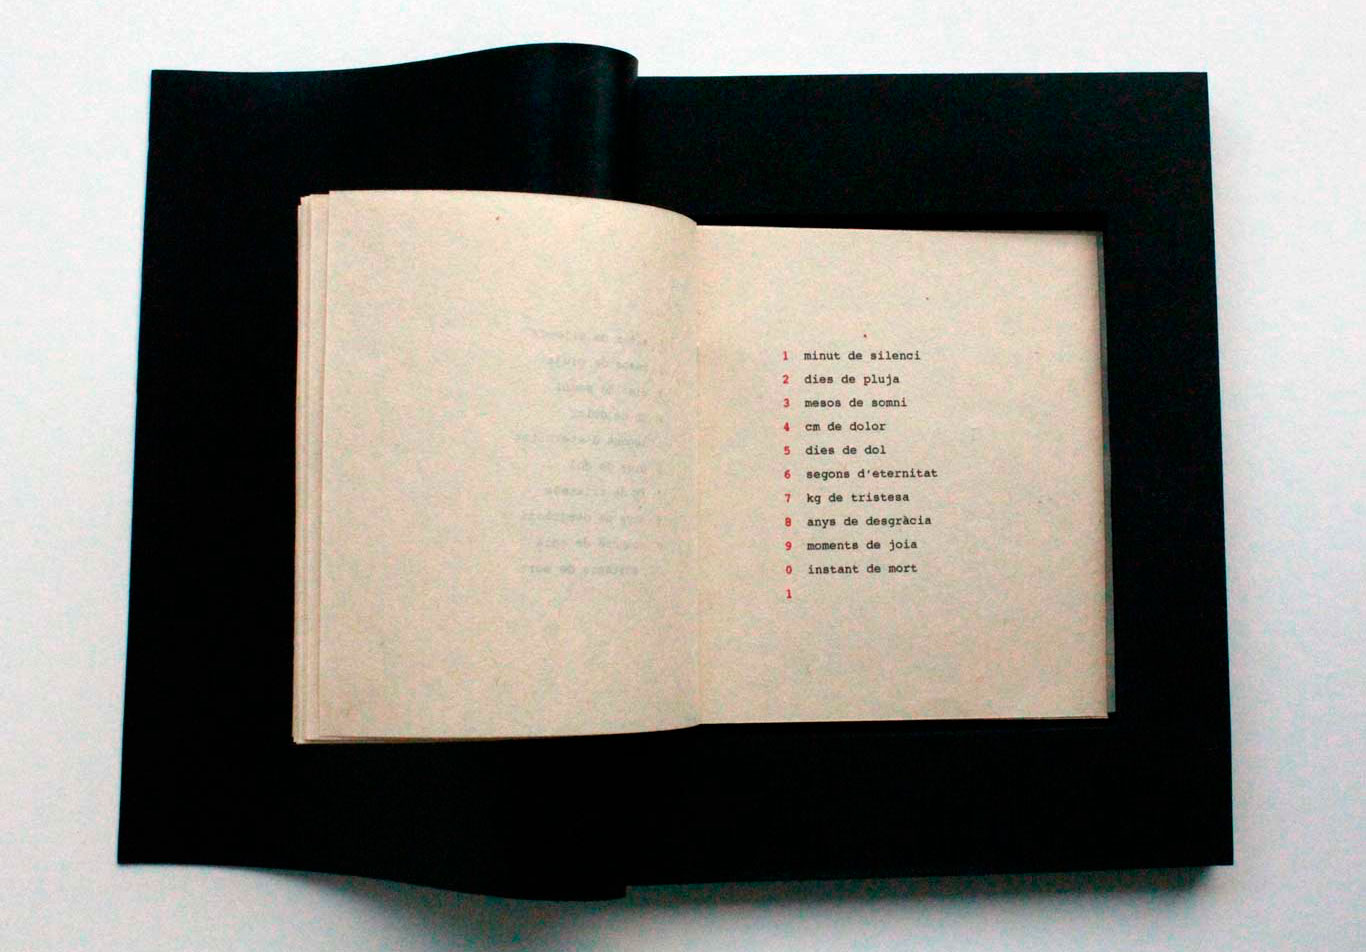 1 minut de silenci
2 dies de pluja
3 mesos de somni
4 cm de dolor
5 dies de dol
6 segons d'eternitat
7 kg de tristesa
8 anys de desgràcia
9 moments de joia
0 instant de mort
1